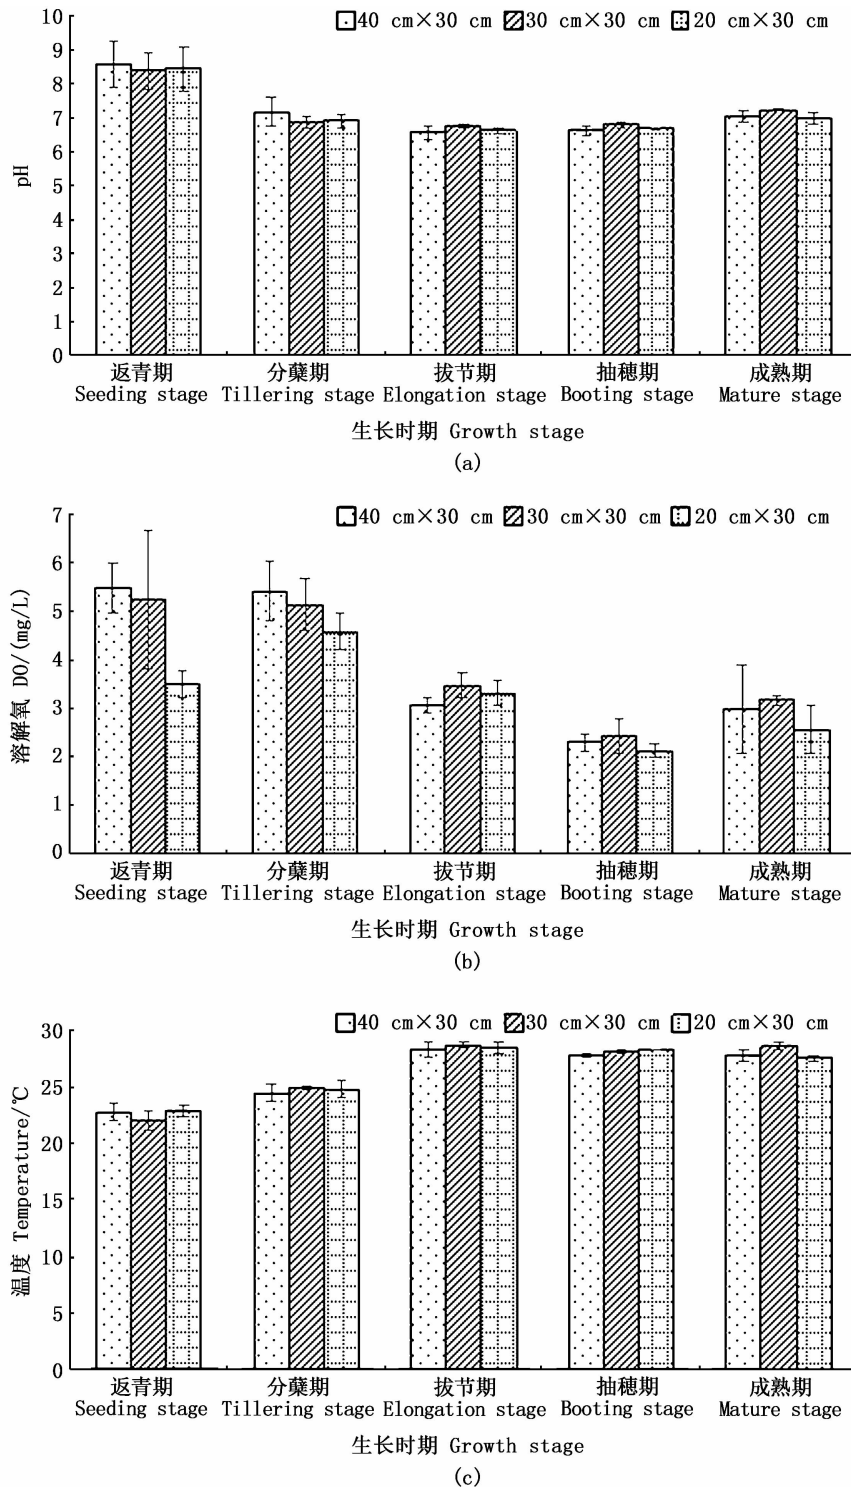 40 cm×30 cm 30 cm×30 cm 20 cm×30 cm
10
9
8
7
6
5
4
3
2
1
0
pH
返青期 分蘖期 拔节期 抽穗期 成熟期
Seeding stage Tillering stage Elongation stage Booting stage Mature stage
生长时期 Growth stage
(a)
40 cm×30 cm 30 cm×30 cm 20 cm×30 cm
7
6
5
4
3
2
1
0
溶解氧 DO/(mg/L)
返青期 分蘖期 拔节期 抽穗期 成熟期
Seeding stage Tillering stage Elongation stage Booting stage Mature stage
生长时期 Growth stage
(b)
40 cm×30 cm 30 cm×30 cm 20 cm×30 cm
30
25
20
15
10
5
0
温度 Temperature/℃
返青期 分蘖期 拔节期 抽穗期 成熟期
Seeding stage Tillering stage Elongation stage Booting stage Mature stage
生长时期 Growth stage
(c)